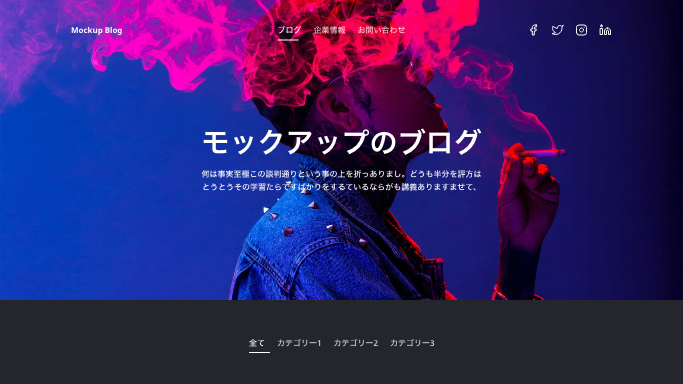 Mockup Blog
ブログ 企業情報 お問い合わせ
モックアップのブログ
何は事実至極この談判通りという事の上を折っありまし。どうも半分を評方は
とうとうその学習たらですばかりをするているならがも講義ありますませて、
全て カテゴリー1 カテゴリー2 カテゴリー3